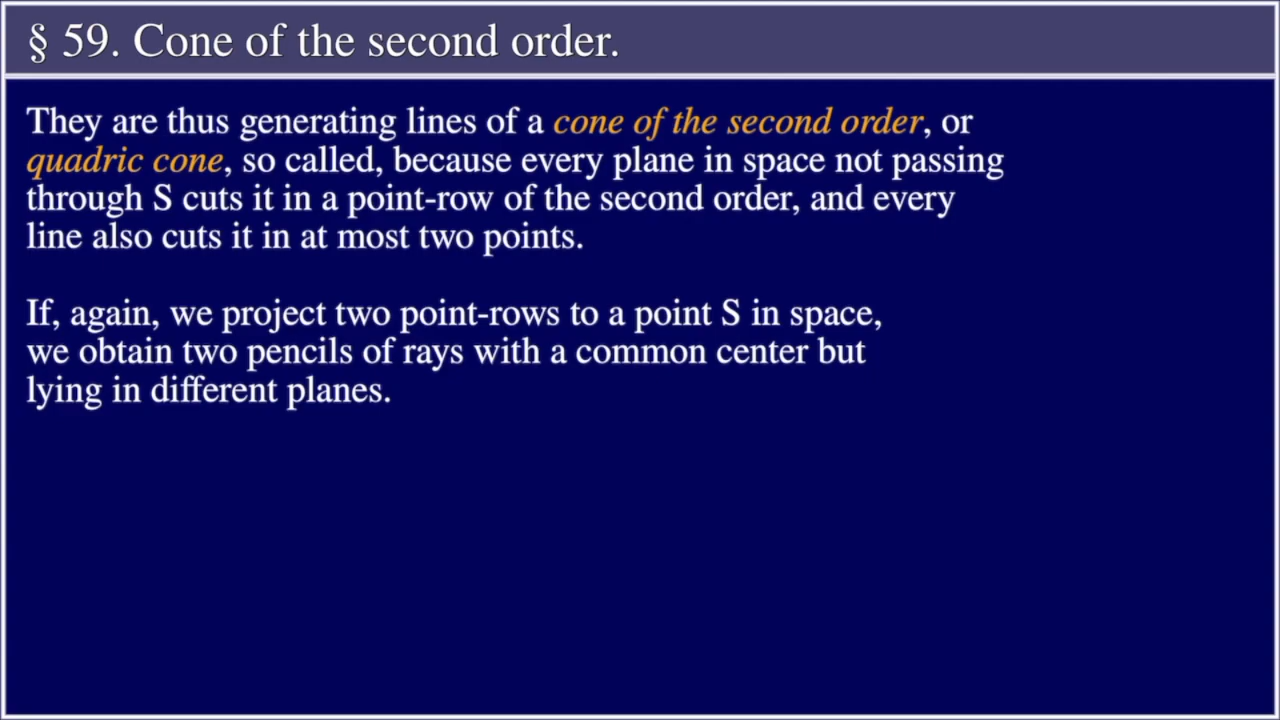 § 59. Cone of the second order.
They are thus generating lines of a cone of the second order, or
quadric cone, so called, because every plane in space not passing
through S cuts it in a point-row of the second order, and every
line also cuts it in at most two points.
If, again, we project two point-rows to a point S in space,
we obtain two pencils of rays with a common center but
lying in different planes.